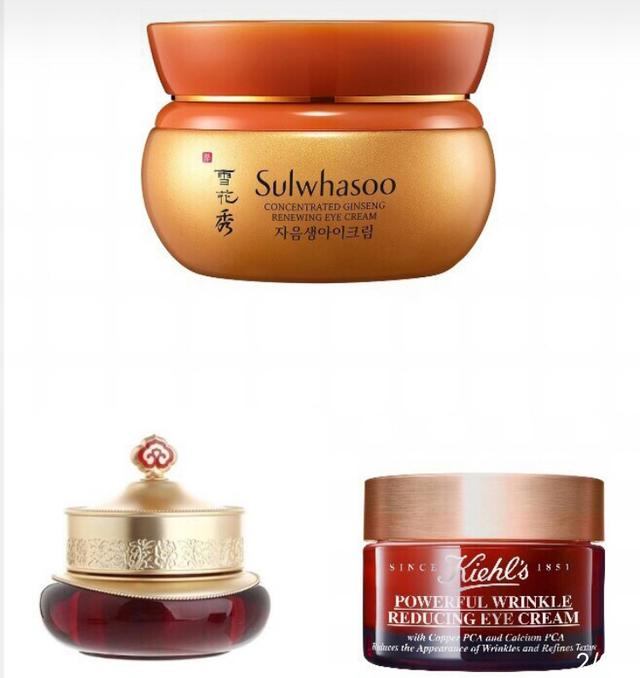 雪花秀
Sulwhasoo
CONCENTRATED GINSENG
RENEWING EYE CREAM
자음생아이크림
SINCE Kiehl's 1851
POWERFUL WRINKLE
REDUCING EYE CREAM
with Copper PCA and Calcium PCA
Reduces the Appearance of Wrinkles and Refines Texture
2/